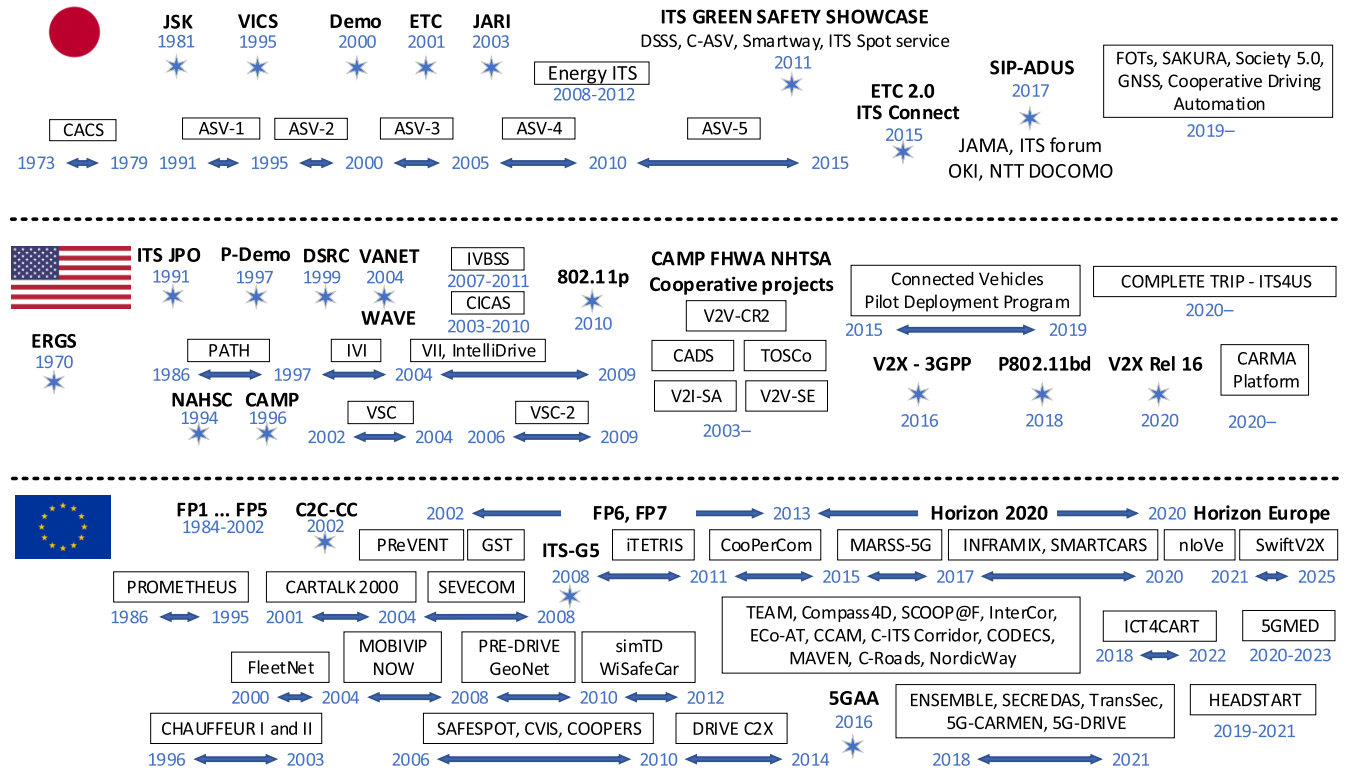 JSK
1981
VICS
1995
Demo
2000
ETC
2001
JARI
2003
ITS GREEN SAFETY SHOWCASE
DSSS, C-ASV, Smartway, ITS Spot service
2011
Energy ITS
2008-2012
ETC 2.0
ITS Connect
2015
SIP-ADUS
2017
JAMA, ITS forum
OKI, NTT DOCOMO
FOTs, SAKURA, Society 5.0,
GNSS, Cooperative Driving
Automation
2019–
CACS
ASV-1
ASV-2
ASV-3
ASV-4
ASV-5
1973
1979
1991
1995
2000
2005
2010
2015
ITS JPO
1991
P-Demo
1997
DSRC
1999
VANET
2004
WAVE
IVBSS
2007-2011
CICAS
2003-2010
802.11p
2010
CAMP FHWA NHTSA
Cooperative projects
V2V-CR2
CADS
TOSCo
V2I-SA
V2V-SE
2003–
Connected Vehicles
Pilot Deployment Program
2015
2019
COMPLETE TRIP - ITS4US
2020–
ERGS
1970
PATH
IVI
VII, IntelliDrive
1986
1997
2004
2009
NAHSC
1994
CAMP
1996
VSC
2002
2004
VSC-2
2006
2009
V2X - 3GPP
2016
P802.11bd
2018
V2X Rel 16
2020
CARMA
Platform
2020–
FP1 ... FP5
1984-2002
C2C-CC
2002
2002
FP6, FP7
2013
Horizon 2020
2020
Horizon Europe
PReVENT
GST
ITS-G5
iTETRIS
CooPerCom
MARSS-5G
INFRAMIX, SMARTCARS
nIoVe
SwiftV2X
2008
2011
2015
2017
2020
2021
2025
PROMETHEUS
CARTALK 2000
SEVECOM
1986
1995
2001
2004
2008
TEAM, Compass4D, SCOOP@F, InterCor,
ECo-AT, CCAM, C-ITS Corridor, CODECS,
MAVEN, C-Roads, NordicWay
ICT4CART
2018
2022
5GMED
2020-2023
FleetNet
MOBIVIP
NOW
PRE-DRIVE
GeoNet
simTD
WiSafeCar
2000
2004
2008
2010
2012
CHAUFFEUR I and II
1996
2003
SAFESPOT, CVIS, COOPERS
DRIVE C2X
2006
2010
2014
5GAA
2016
ENSEMBLE, SECREDAS, TransSec,
5G-CARMEN, 5G-DRIVE
2018
2021
HEADSTART
2019-2021